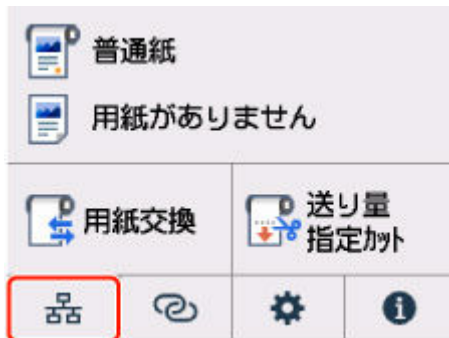 普通紙
用紙がありません
用紙交換
送り量
指定カット